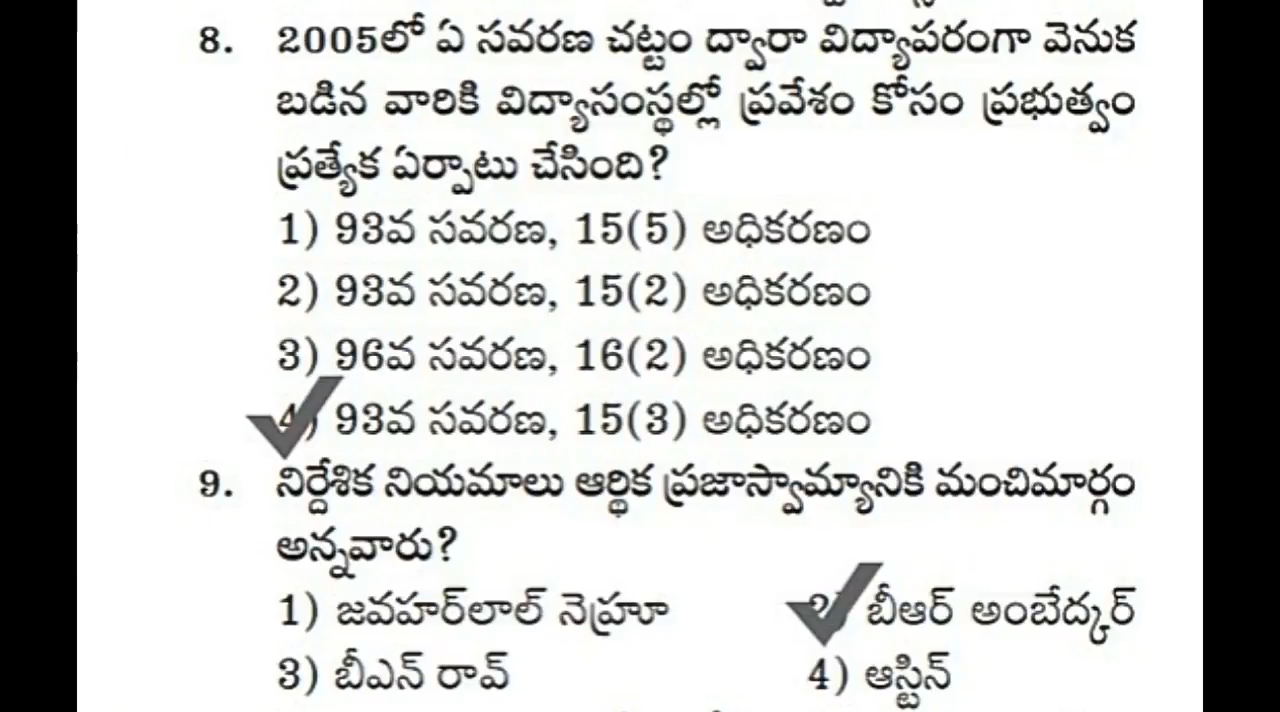 8. 2005లో ఏ సవరణ చట్టం ద్వారా విద్యాపరంగా వెనుక
బడిన వారికి విద్యాసంస్థల్లో ప్రవేశం కోసం ప్రభుత్వం
ప్రత్యేక ఏర్పాటు చేసింది?
1) 93వ సవరణ, 15(5) అధికరణం
2) 93వ సవరణ, 15(2) అధికరణం
3) 96వ సవరణ, 16(2) అధికరణం
4) 93వ సవరణ, 15(3) అధికరణం
9. నిర్దేశిక నియమాలు ఆర్థిక ప్రజాస్వామ్యానికి మంచిమార్గం
అన్నవారు?
1) జవహర్‌లాల్ నెహ్రూ 2) బీఆర్ అంబేద్కర్
3) బీఎన్ రావ్ 4) ఆస్టిన్